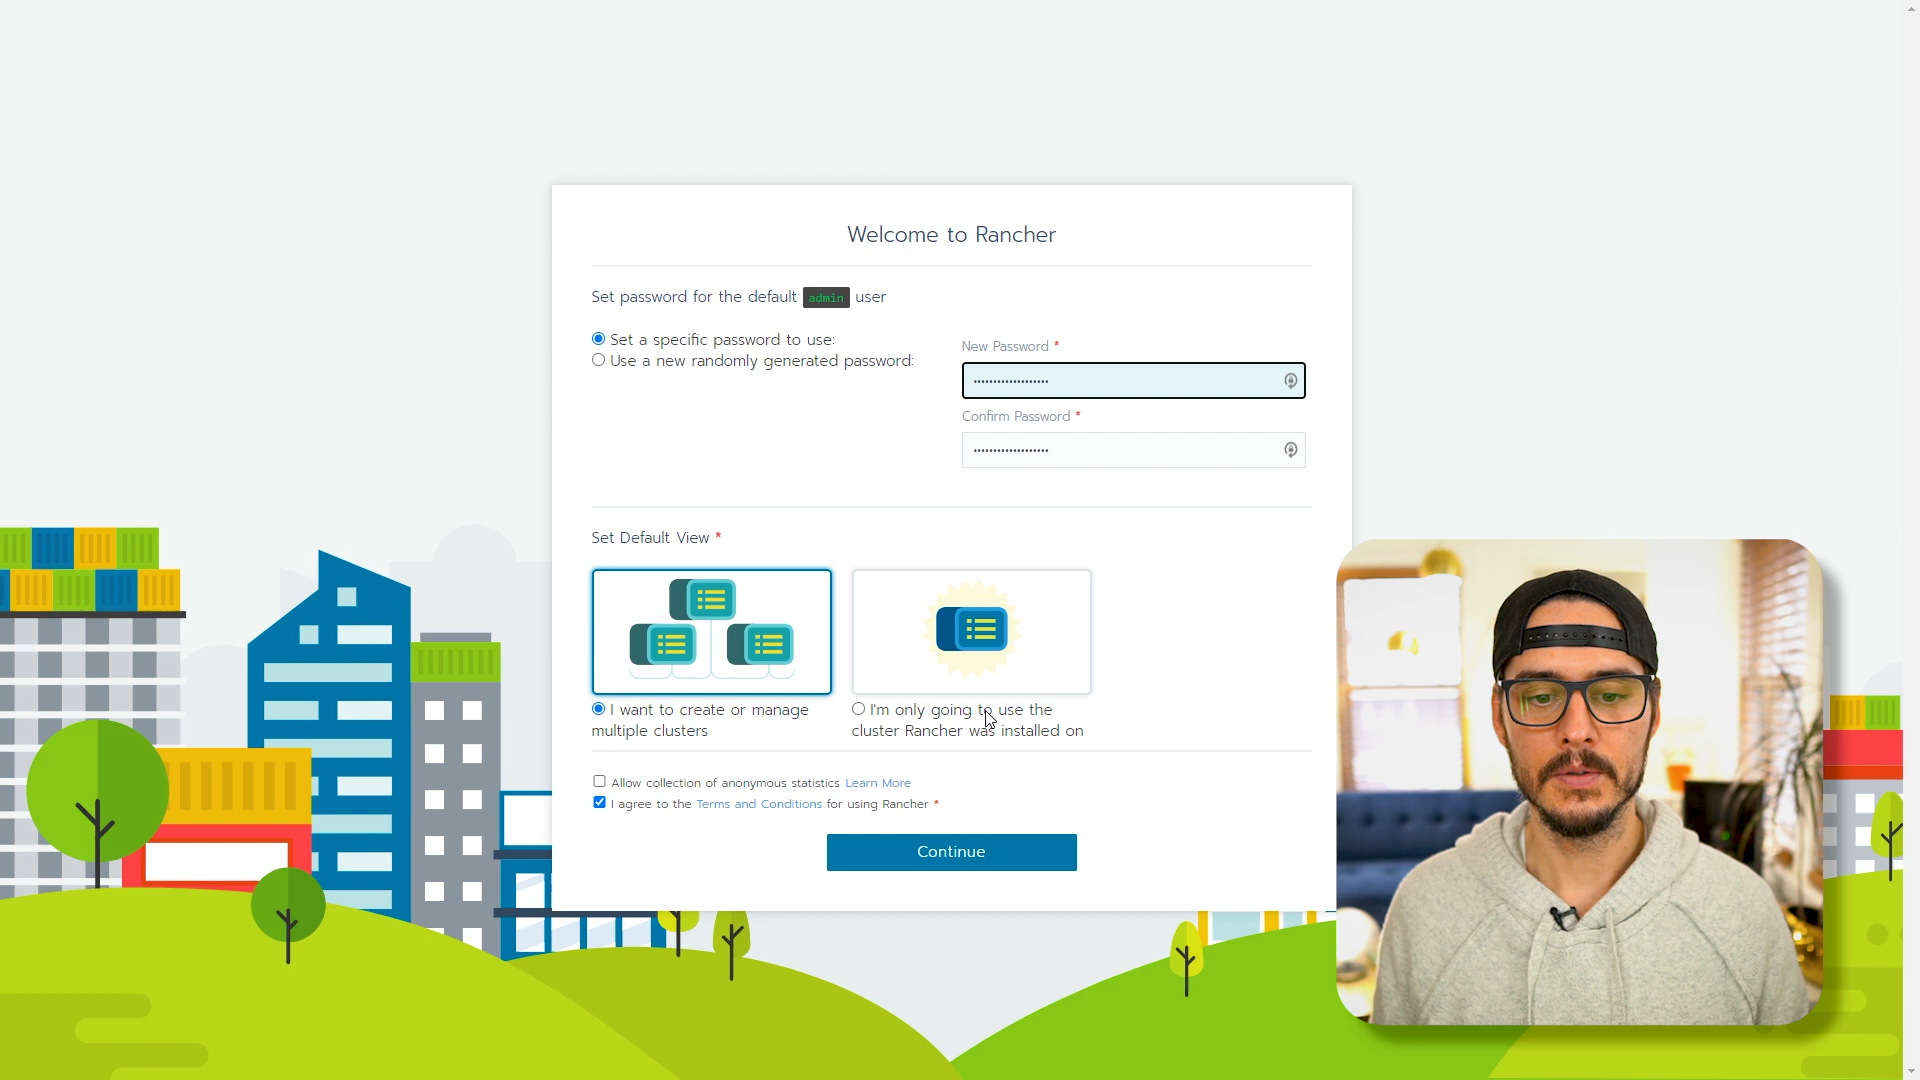 Welcome to Rancher
Set password for the default admin user
Set a specific password to use:
Use a new randomly generated password:
New Password *
Confirm Password *
Set Default View *
I want to create or manage
multiple clusters
I'm only going to use the
cluster Rancher was installed on
Allow collection of anonymous statistics Learn More
I agree to the Terms and Conditions for using Rancher *
Continue